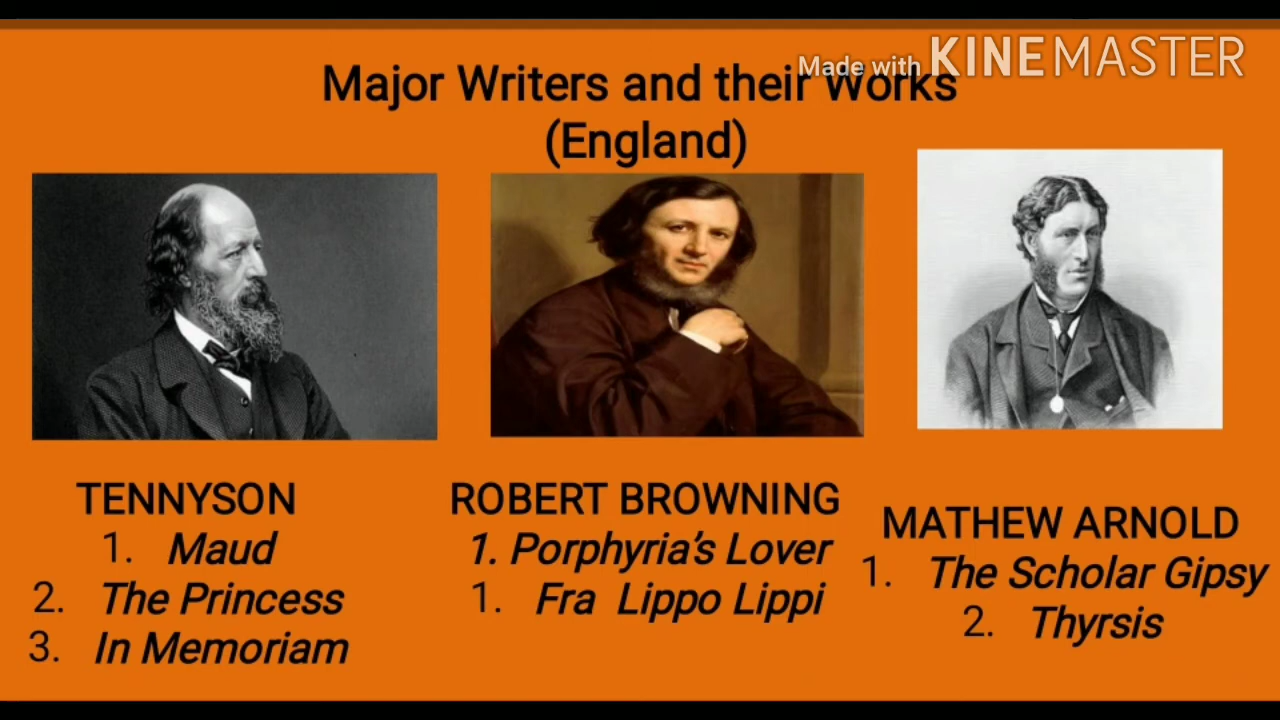 Made with KINEMASTER
Major Writers and their Works
(England)
TENNYSON
1. Maud
2. The Princess
3. In Memoriam
ROBERT BROWNING
1. Porphyria's Lover
1. Fra Lippo Lippi
MATHEW ARNOLD
1. The Scholar Gipsy
2. Thyrsis